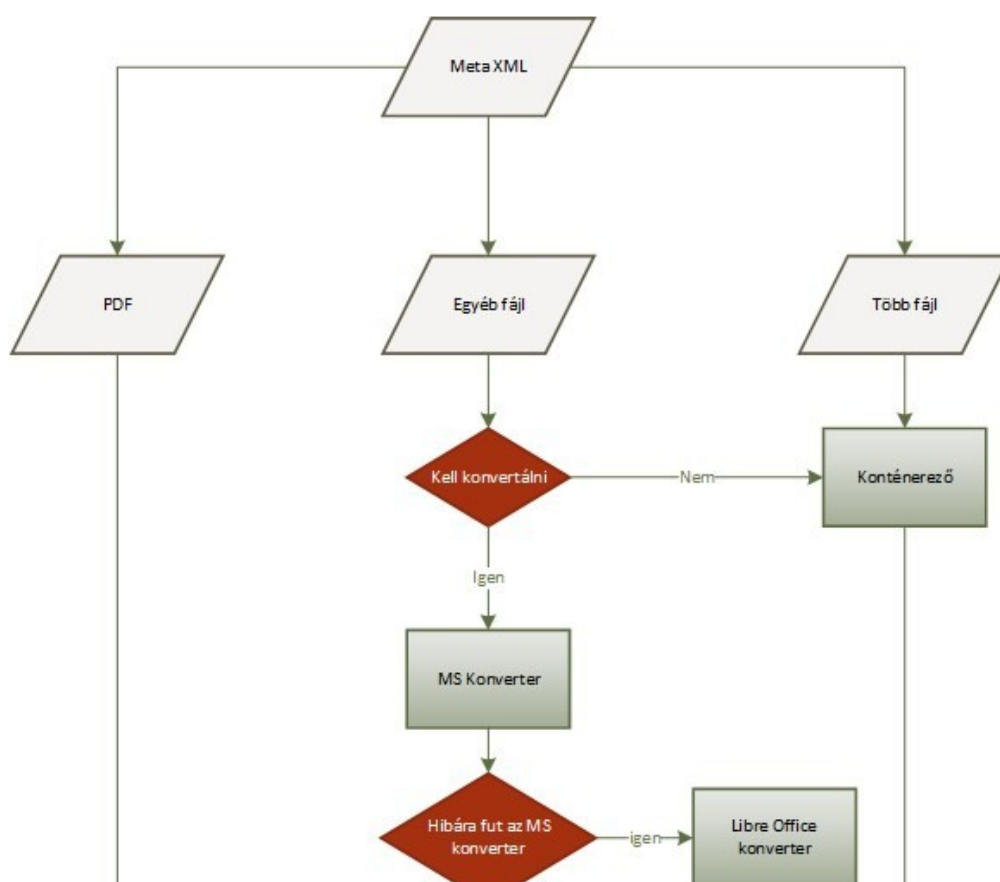 Meta XML
PDF
Egyéb fájl
Több fájl
Kell konvertálni
Nem
Konténerező
Igen
MS Konverter
Hibára fut az MS
konverter
igen
Libre Office
konverter